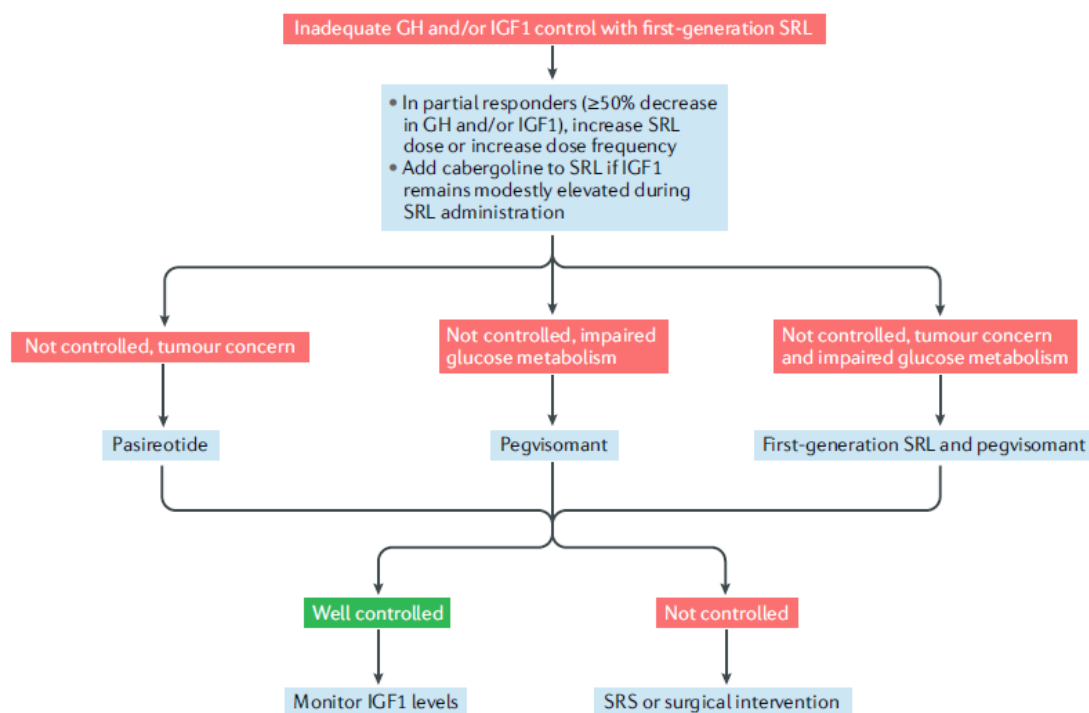 Inadequate GH and/or IGF1 control with first-generation SRL
• In partial responders (≥50% decrease
in GH and/or IGF1), increase SRL
dose or increase dose frequency
• Add cabergoline to SRL if IGF1
remains modestly elevated during
SRL administration
Not controlled, tumour concern
Not controlled, impaired
glucose metabolism
Not controlled, tumour concern
and impaired glucose metabolism
Pasireotide
Pegvisomant
First-generation SRL and pegvisomant
Well controlled
Not controlled
Monitor IGF1 levels
SRS or surgical intervention